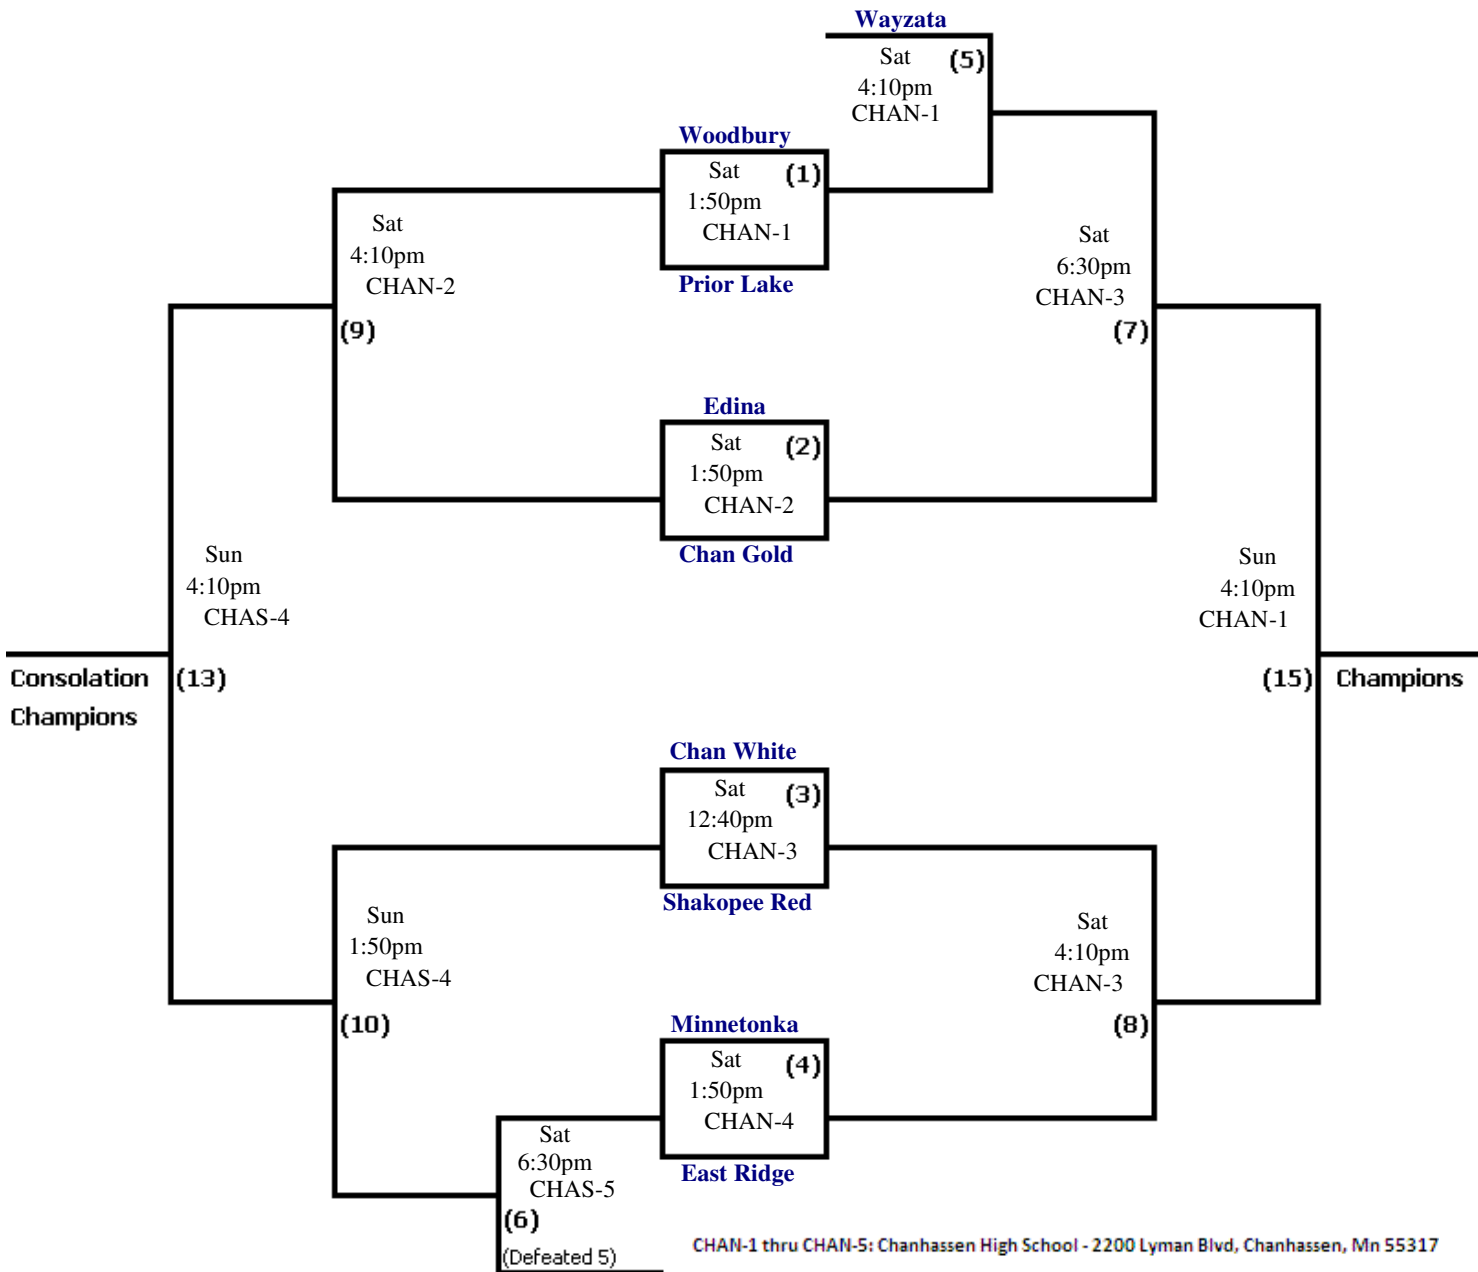 Wayzata
Sat (5)
4:10pm
CHAN-1
Woodbury
Sat (1)
1:50pm
CHAN-1
Prior Lake
Sat
4:10pm
CHAN-2
(9)
Sat
6:30pm
CHAN-3
(7)
Edina
Sat (2)
1:50pm
CHAN-2
Chan Gold
Sun
4:10pm
CHAS-4
Consolation (13)
Champions
Sun
4:10pm
CHAN-1
(15) Champions
Chan White
Sat (3)
12:40pm
CHAN-3
Shakopee Red
Sun
1:50pm
CHAS-4
(10)
Sat
4:10pm
CHAN-3
(8)
Minnetonka
Sat (4)
1:50pm
CHAN-4
East Ridge
Sat
6:30pm
CHAS-5
(6)
(Defeated 5)
CHAN-1 thru CHAN-5: Chanhassen High School - 2200 Lyman Blvd, Chanhassen, Mn 55317